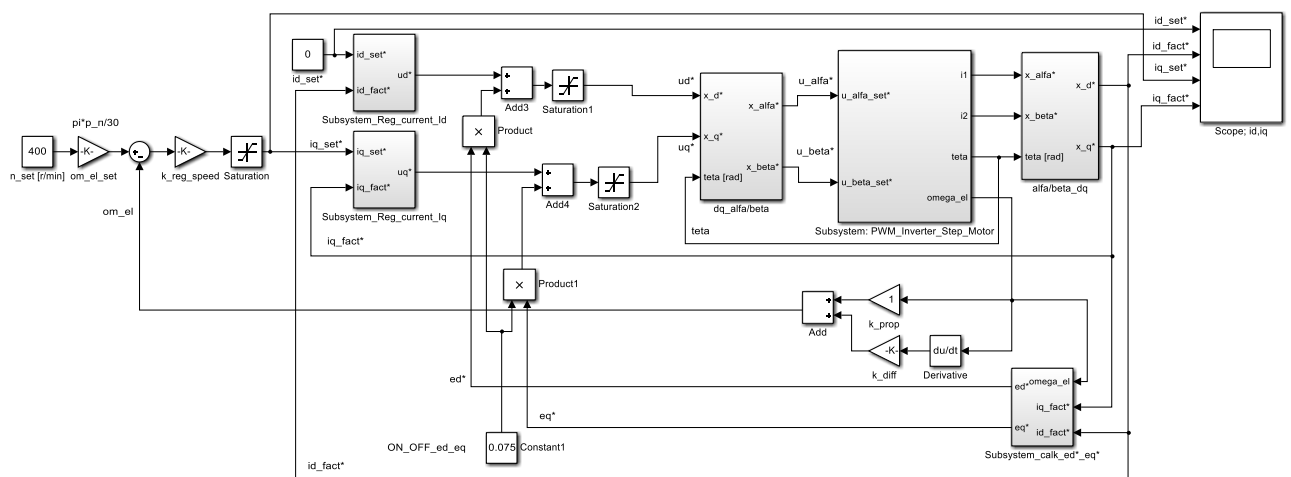 id_set*
id_fact*
iq_set*
iq_fact*
Scope; id,iq
0
id_set*
id_set*
id_fact*
ud*
Subsystem_Reg_current_Id
Add3
Saturation1
ud*
x_d*
x_q*
uq*
teta [rad]
x_alfa*
x_beta*
dq_alfa/beta
u_alfa*
u_beta*
u_alfa_set*
u_beta_set*
i1
i2
teta
omega_el
Subsystem: PWM_Inverter_Step_Motor
x_alfa*
x_beta*
teta [rad]
x_d*
x_q*
alfa/beta_dq
Product
pi*p_n/30
400
n_set [r/min]
-K-
om_el_set
-K-
k_reg_speed
Saturation
iq_set*
iq_set*
iq_fact*
uq*
Subsystem_Reg_current_Iq
Add4
Saturation2
om_el
iq_fact*
teta
Product1
Add
1
k_prop
-K-
k_diff
du/dt
Derivative
ed*
eq*
ed*
eq*
omega_el
iq_fact*
id_fact*
Subsystem_calk_ed*_eq*
ON_OFF_ed_eq
0.075
Constant1
id_fact*